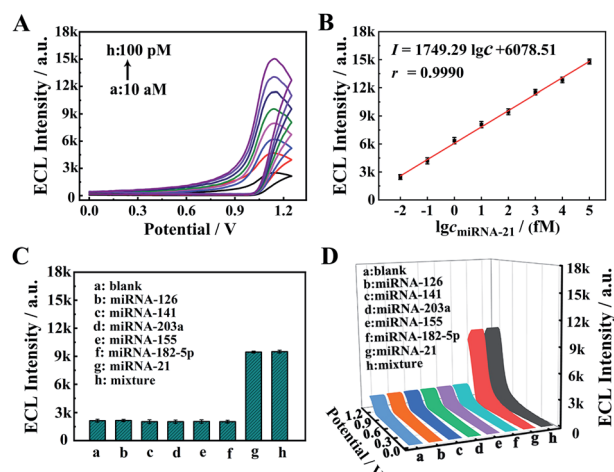 A
h:100 pM
a:10 aM
18k
15k
12k
9k
6k
3k
0
0.0 0.3 0.6 0.9 1.2
Potential / V
ECL Intensity / a.u.
B
I = 1749.29 lgc +6078.51
r = 0.9990
18k
15k
12k
9k
6k
3k
0
-2 -1 0 1 2 3 4 5
lgcmiRNA-21 / (fM)
ECL Intensity / a.u.
C
a: blank
b: miRNA-126
c: miRNA-141
d: miRNA-203a
e: miRNA-155
f: miRNA-182-5p
g: miRNA-21
h: mixture
18k
15k
12k
9k
6k
3k
0
a b c d e f g h
ECL Intensity / a.u.
D
a:blank
b:miRNA-126
c:miRNA-141
d:miRNA-203a
e:miRNA-155
f:miRNA-182-5p
g:miRNA-21
h:mixture
18k
15k
12k
9k
6k
3k
0
ECL Intensity / a.u.
1.2
0.9
0.6
0.3
0.0
Potential / V
a b c d e f g h